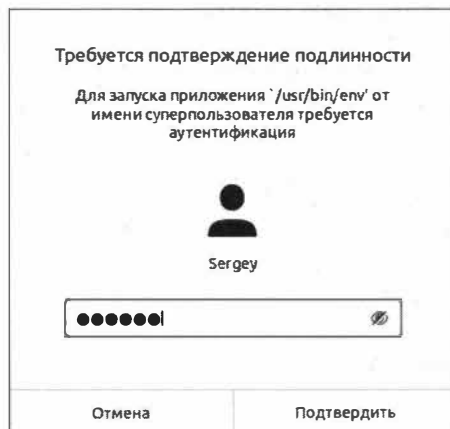 Требуется подтверждение подлинности
Для запуска приложения `/usr/bin/env' от
имени суперпользователя требуется
аутентификация
Sergey
●●●●●●
Отмена
Подтвердить